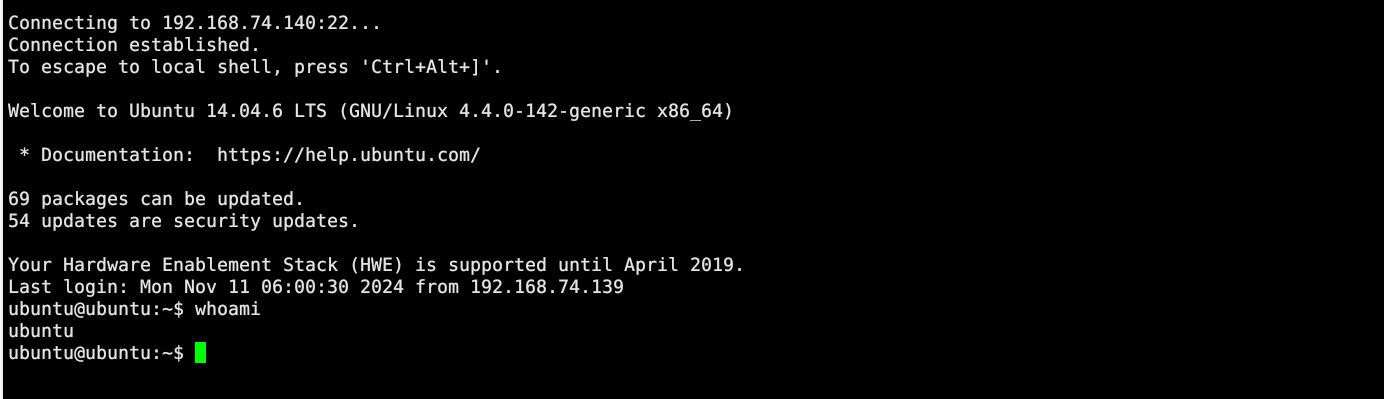 Connecting to 192.168.74.140:22...
Connection established.
To escape to local shell, press 'Ctrl+Alt+]'.
Welcome to Ubuntu 14.04.6 LTS (GNU/Linux 4.4.0-142-generic x86_64)
* Documentation:  https://help.ubuntu.com/
69 packages can be updated.
54 updates are security updates.
Your Hardware Enablement Stack (HWE) is supported until April 2019.
Last login: Mon Nov 11 06:00:30 2024 from 192.168.74.139
ubuntu@ubuntu:~$ whoami
ubuntu
ubuntu@ubuntu:~$